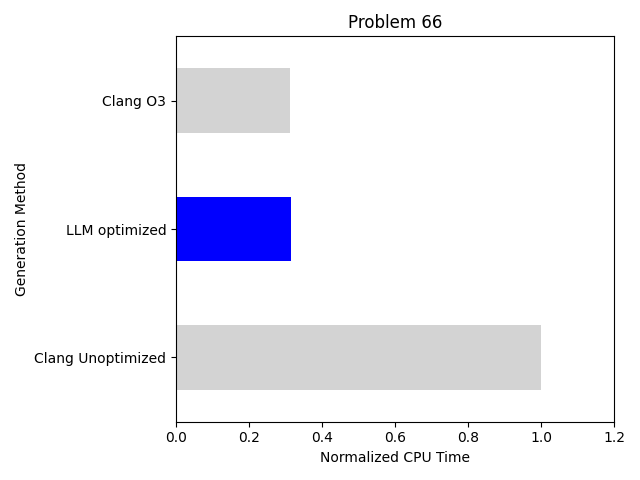 Problem 66
Generation Method
Clang O3
LLM optimized
Clang Unoptimized
0.0 0.2 0.4 0.6 0.8 1.0 1.2
Normalized CPU Time